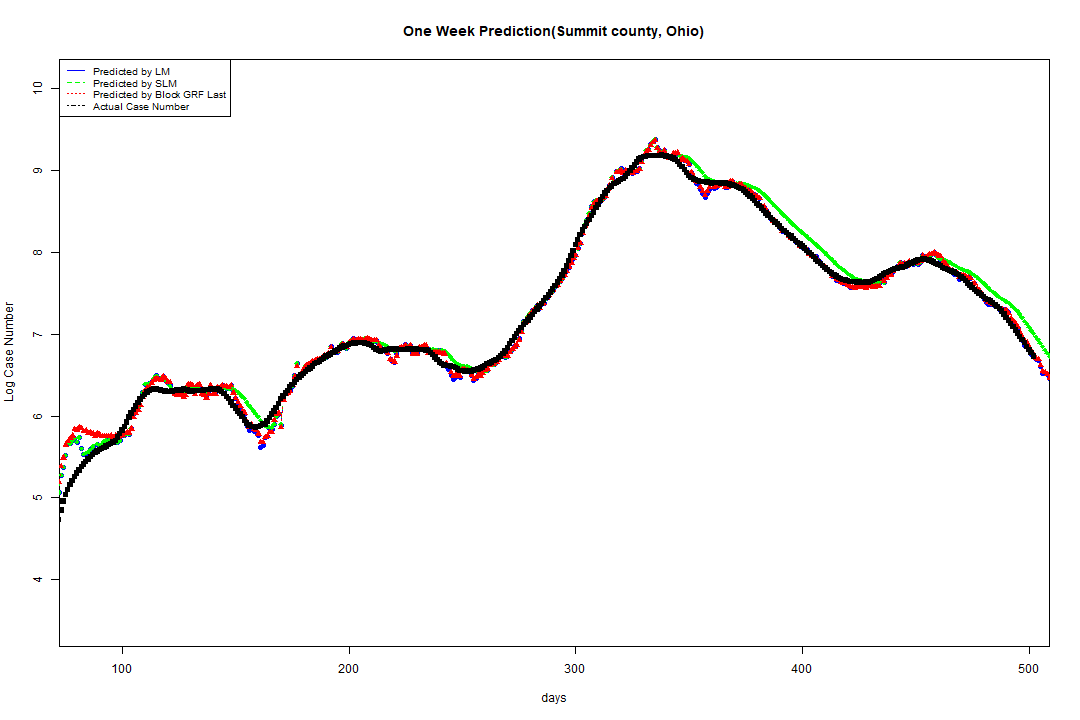 One Week Prediction(Summit county, Ohio)
Predicted by LM
Predicted by SLM
Predicted by Block GRF Last
Actual Case Number
10
9
8
7
6
5
4
Log Case Number
100 200 300 400 500
days